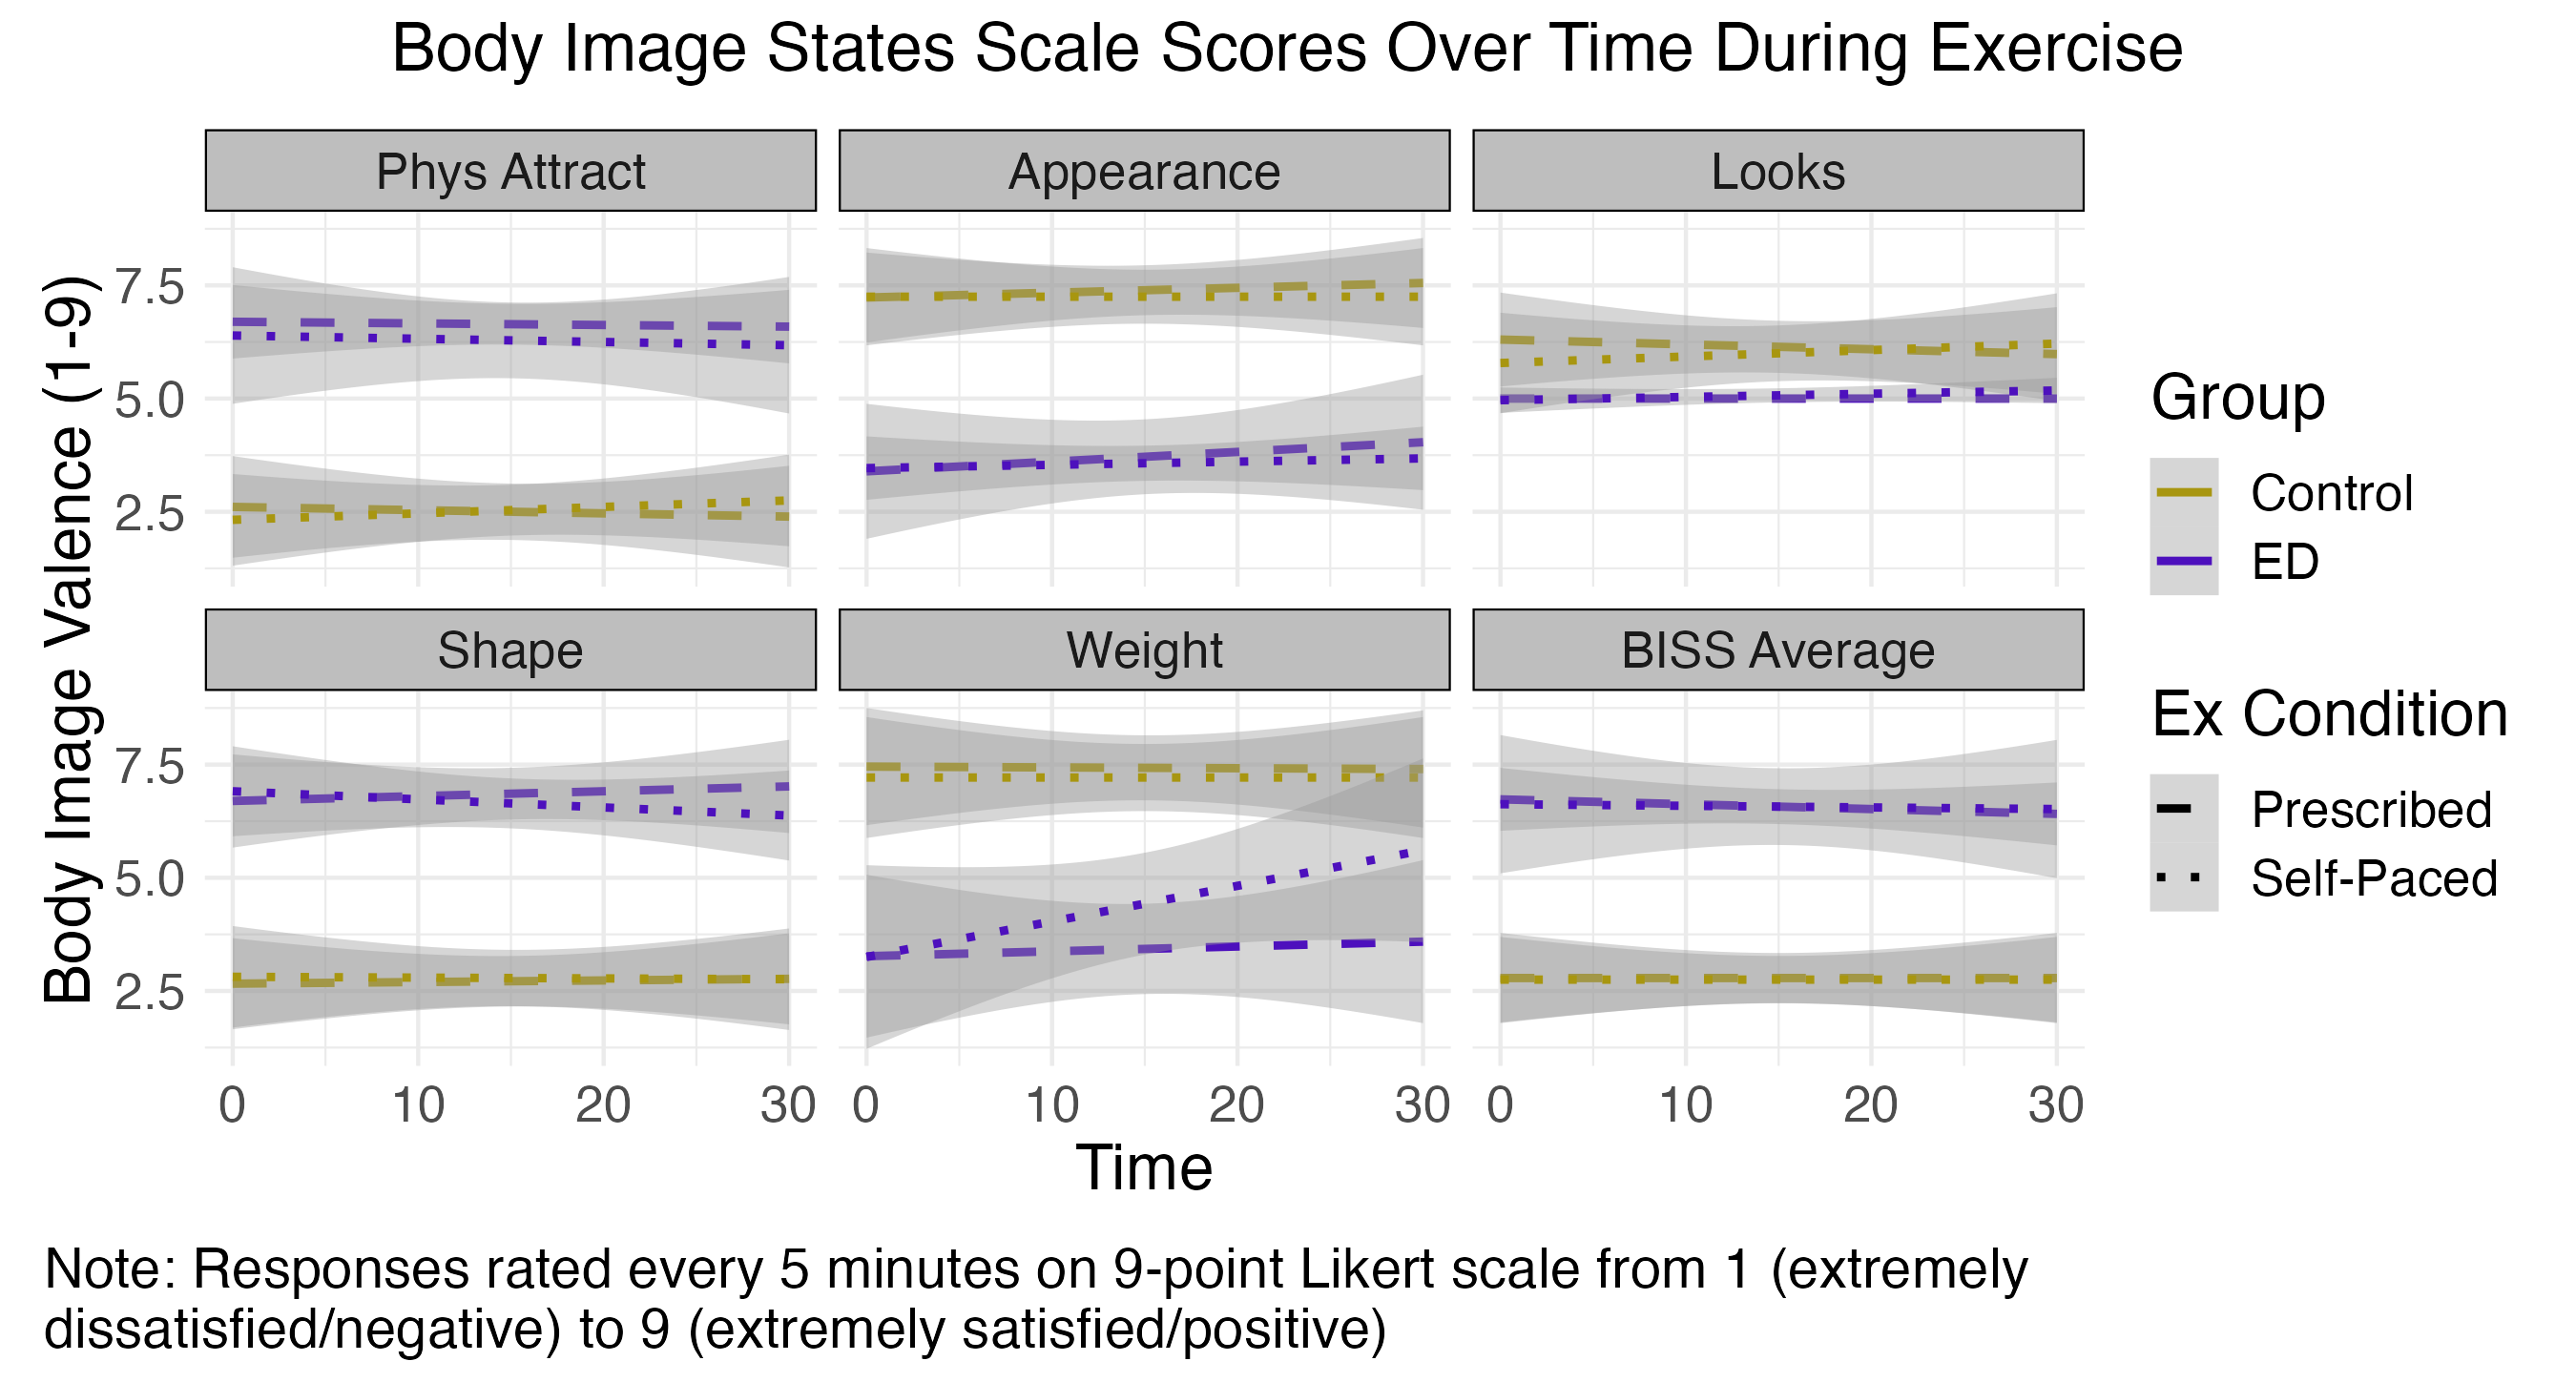 Body Image States Scale Scores Over Time During Exercise
Phys Attract
Appearance
Looks
7.5
5.0
2.5
Shape
Weight
BISS Average
7.5
5.0
2.5
0 10 20 30
0 10 20 30
0 10 20 30
Body Image Valence (1-9)
Time
Group
Control
ED
Ex Condition
Prescribed
Self-Paced
Note: Responses rated every 5 minutes on 9-point Likert scale from 1 (extremely
dissatisfied/negative) to 9 (extremely satisfied/positive)